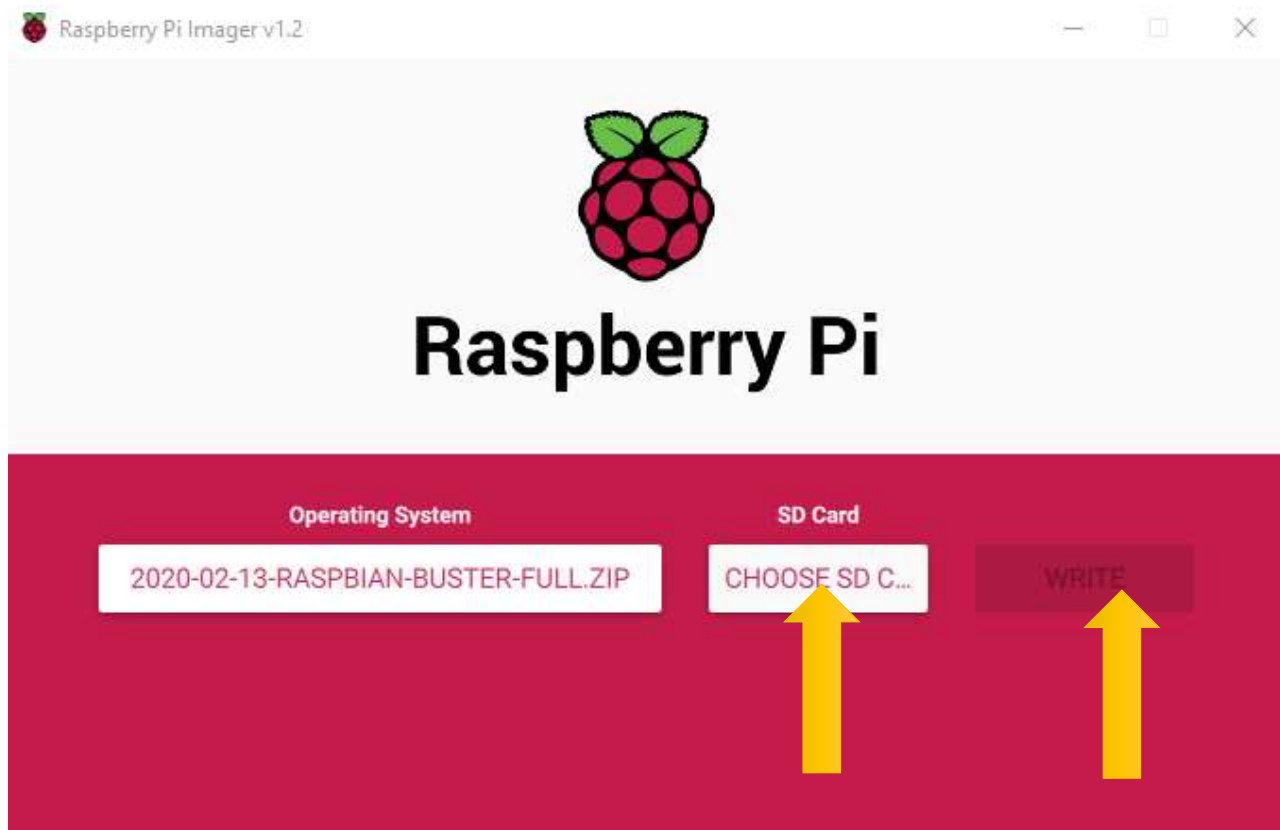 Raspberry Pi Imager v1.2
Raspberry Pi
Operating System
SD Card
2020-02-13-RASPBIAN-BUSTER-FULL.ZIP
CHOOSE SD C...
WRITE